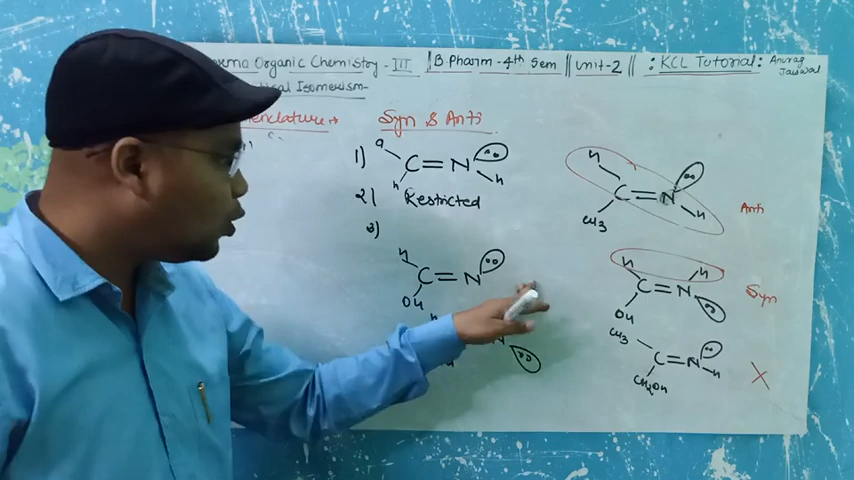 Organic Chemistry - III || B.Pharm - 4th Sem || Unit-2 || : KCL Tutorial : Anurag Jaiswal
Isomerism-
Syn & Anti
1) a
C=N
H
H
2) Restricted
3)
H
C=N
OH
H
C=N
CH3
H
Anti
H
H
C=N
OH
Syn
CH3
C=N
H
CH2OH
X